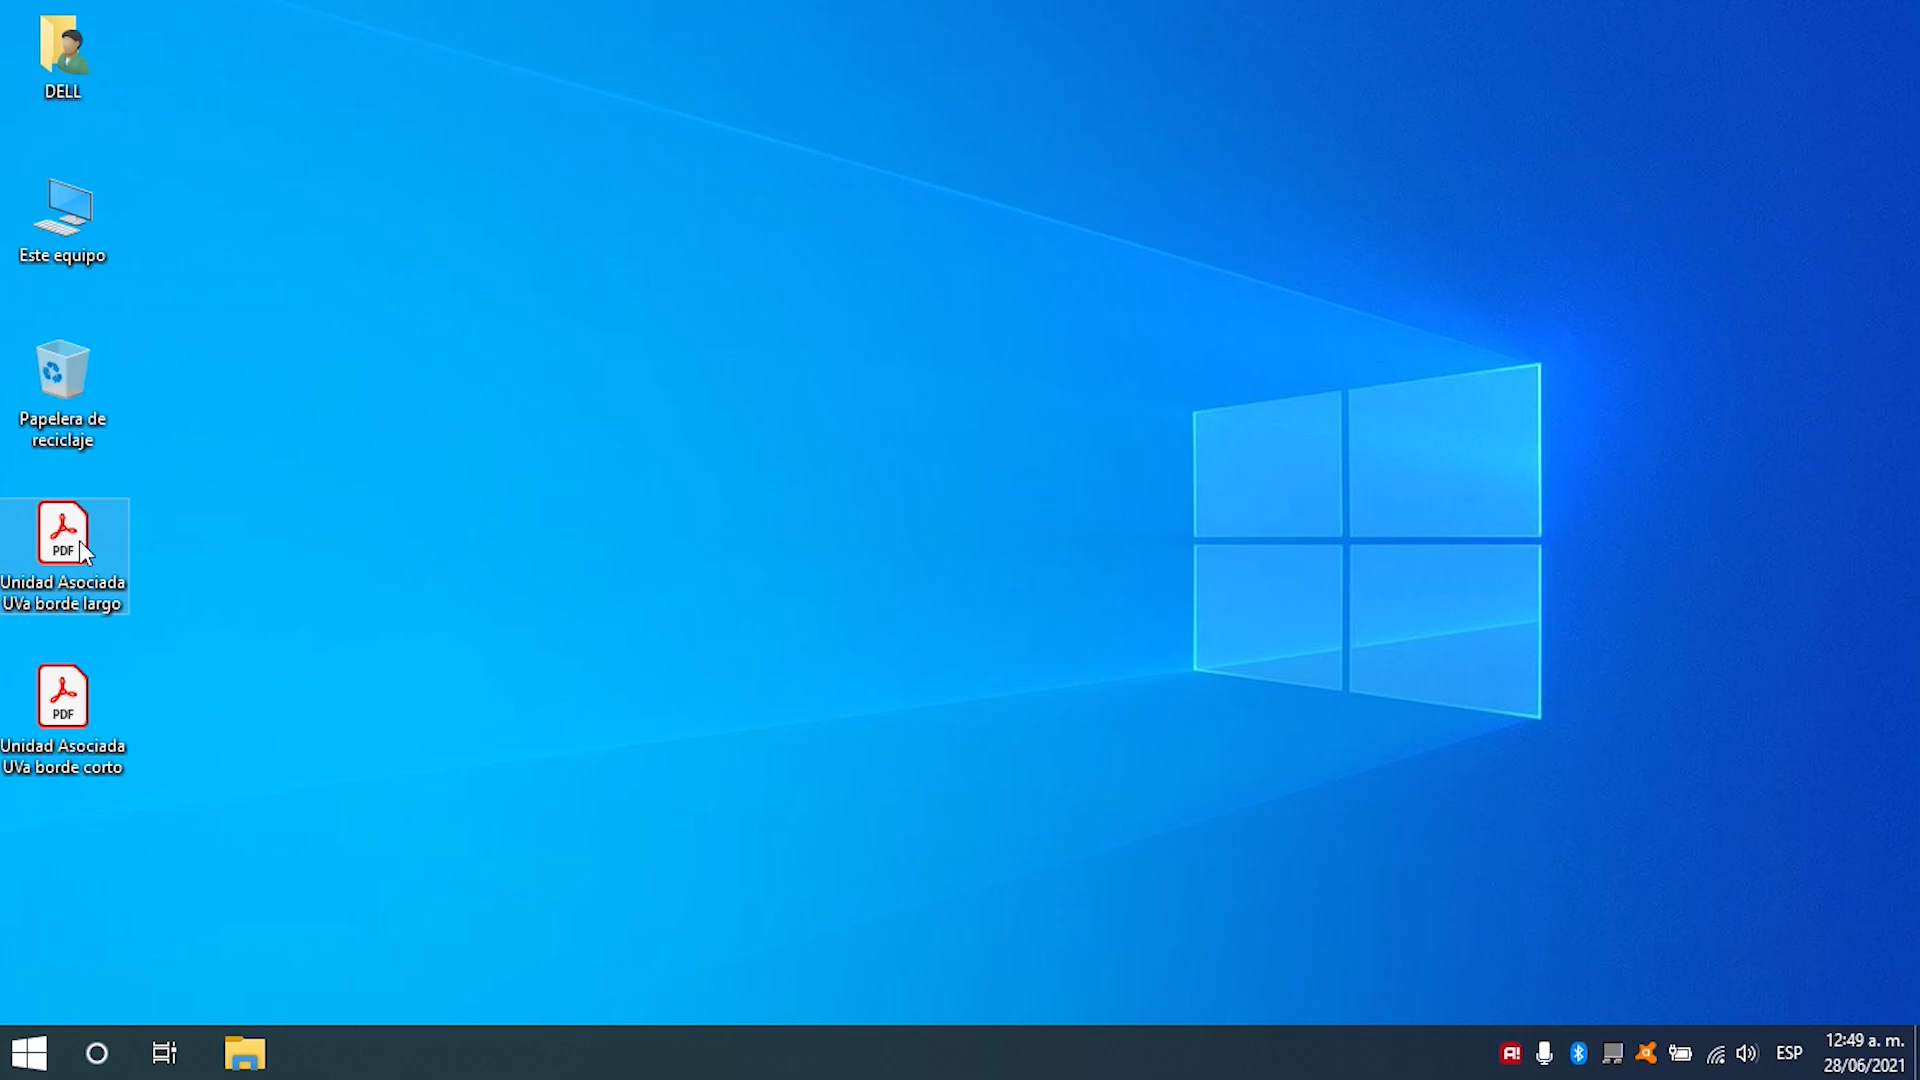 DELL
Este equipo
Papelera de
reciclaje
PDF
Unidad Asociada
UVa borde largo
PDF
Unidad Asociada
UVa borde corto
A!
ESP
12:49 a. m.
28/06/2021